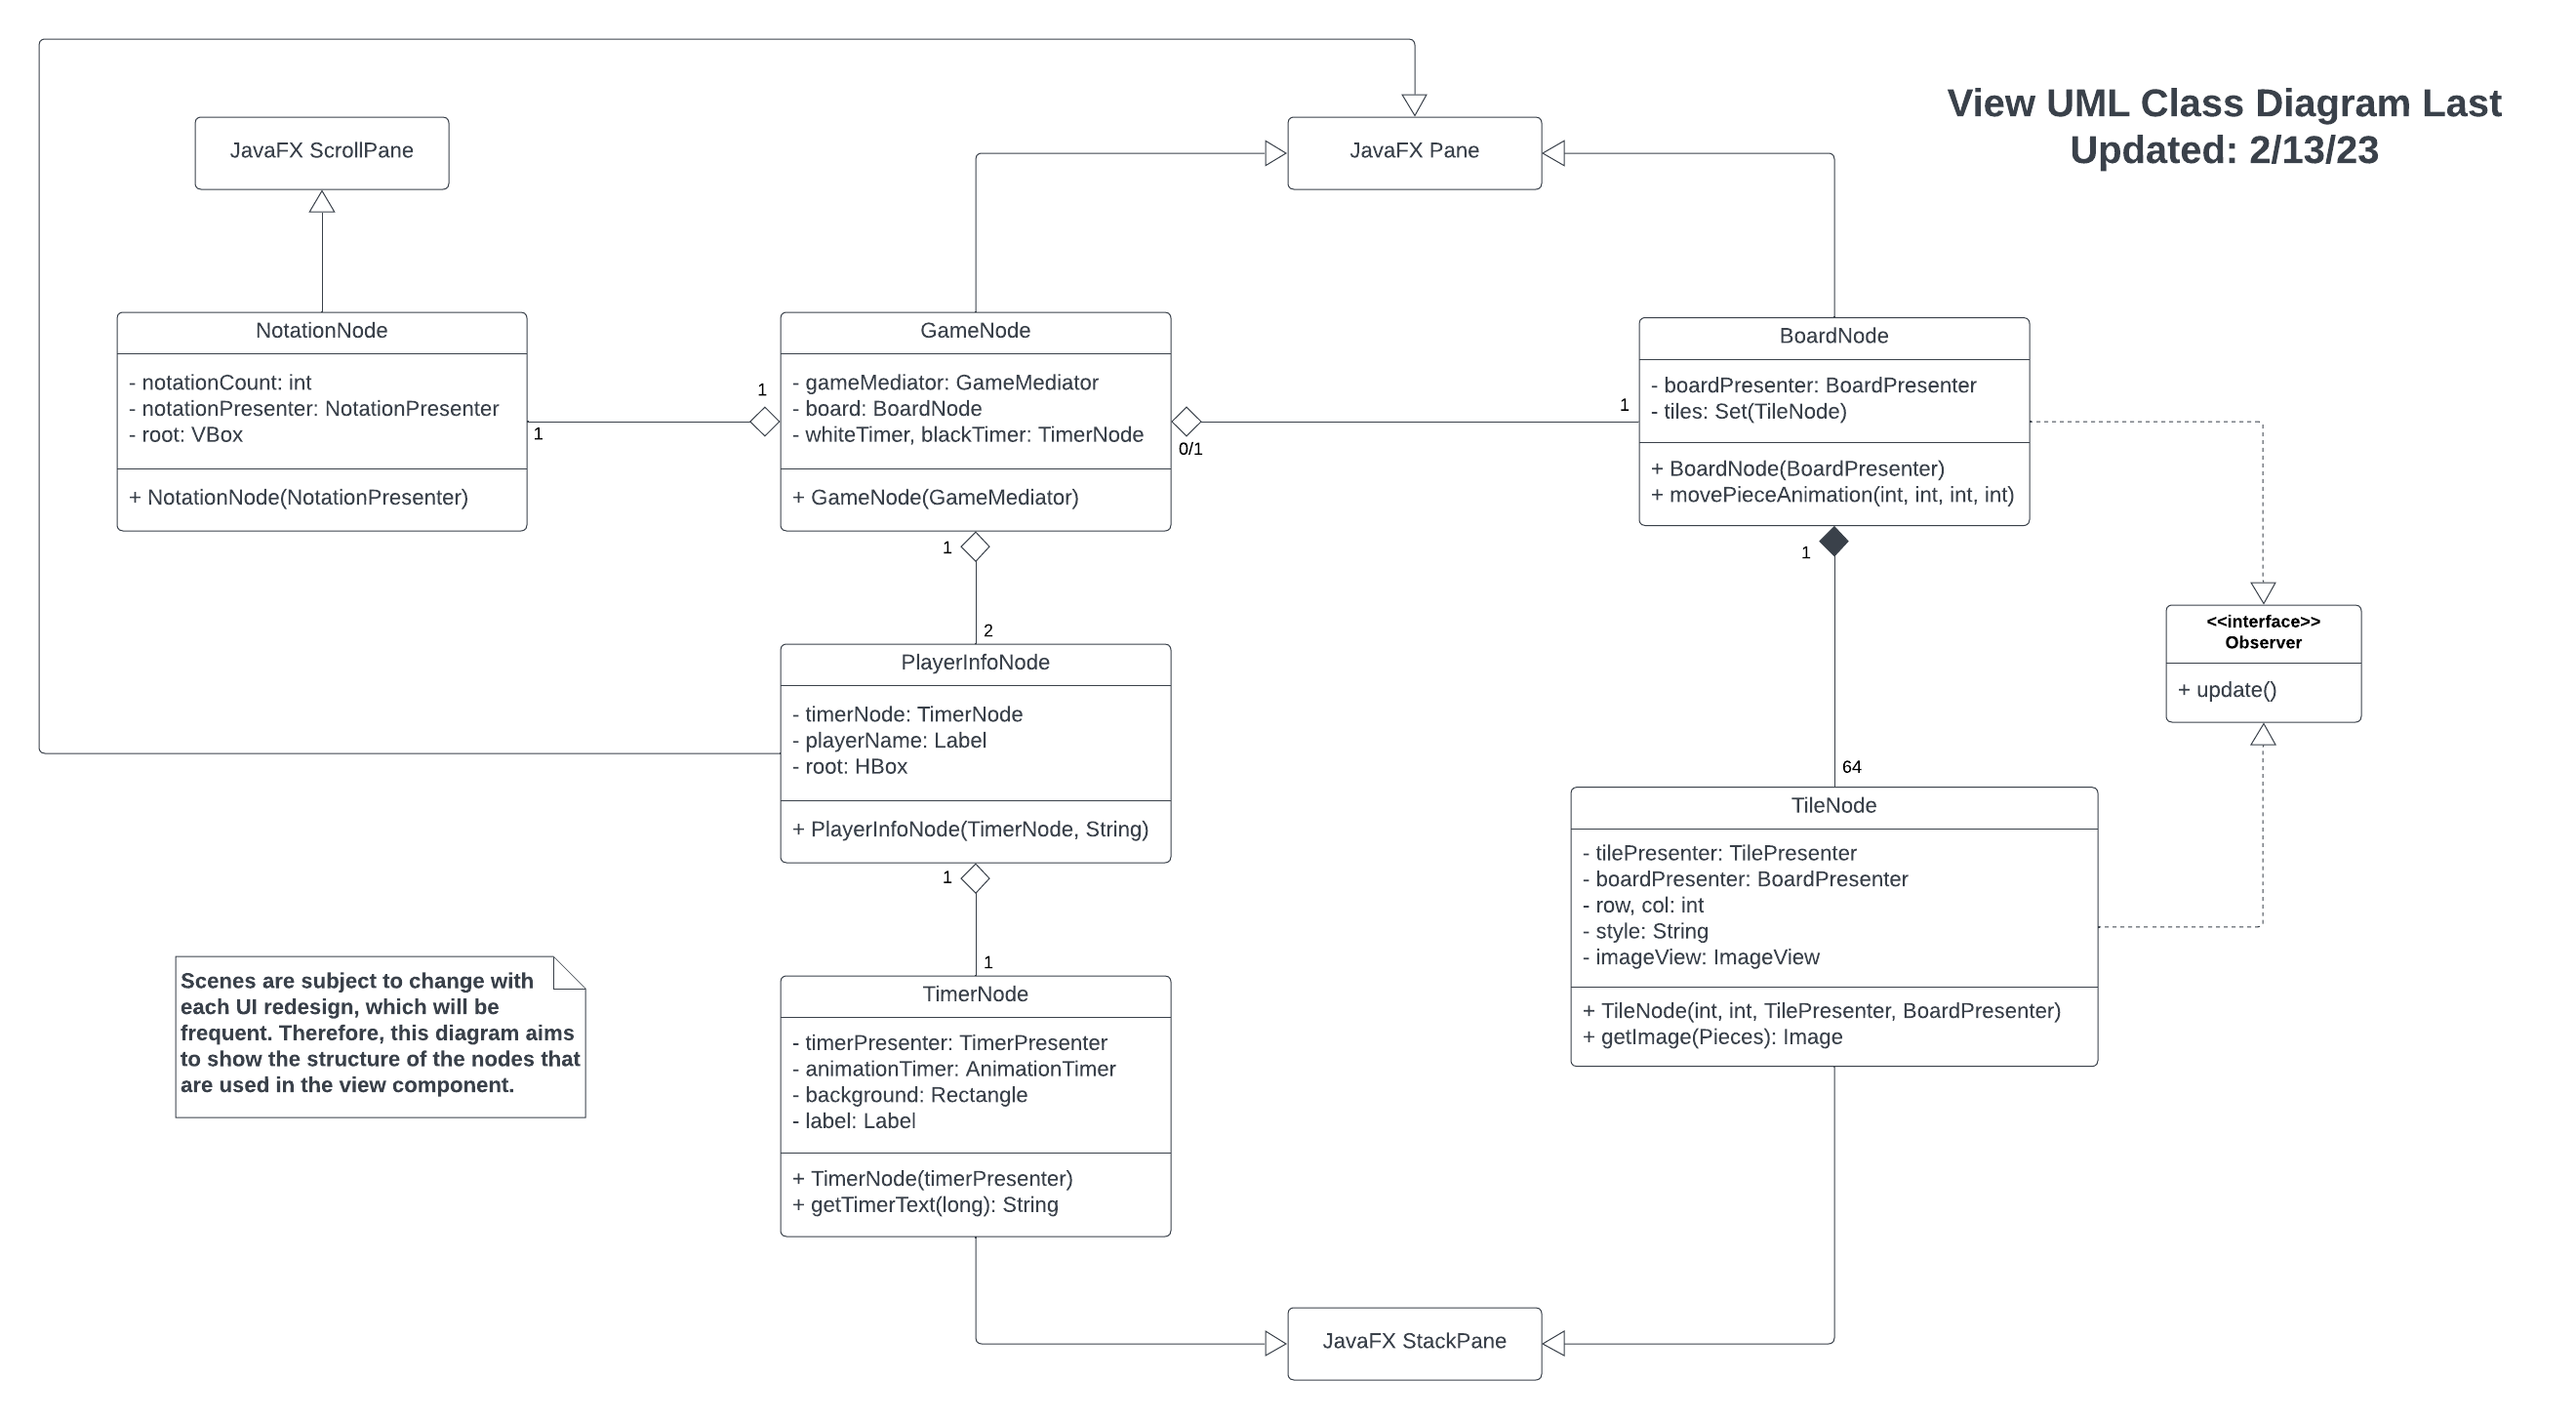 View UML Class Diagram Last
Updated: 2/13/23
JavaFX ScrollPane
JavaFX Pane
NotationNode
- notationCount: int
- notationPresenter: NotationPresenter
- root: VBox
+ NotationNode(NotationPresenter)
1
1
GameNode
- gameMediator: GameMediator
- board: BoardNode
- whiteTimer, blackTimer: TimerNode
+ GameNode(GameMediator)
0/1
1
BoardNode
- boardPresenter: BoardPresenter
- tiles: Set(TileNode)
+ BoardNode(BoardPresenter)
+ movePieceAnimation(int, int, int, int)
1
2
PlayerInfoNode
- timerNode: TimerNode
- playerName: Label
- root: HBox
+ PlayerInfoNode(TimerNode, String)
1
64
<<interface>>
Observer
+ update()
TileNode
- tilePresenter: TilePresenter
- boardPresenter: BoardPresenter
- row, col: int
- style: String
- imageView: ImageView
+ TileNode(int, int, TilePresenter, BoardPresenter)
+ getImage(Pieces): Image
1
1
TimerNode
- timerPresenter: TimerPresenter
- animationTimer: AnimationTimer
- background: Rectangle
- label: Label
+ TimerNode(timerPresenter)
+ getTimerText(long): String
Scenes are subject to change with
each UI redesign, which will be
frequent. Therefore, this diagram aims
to show the structure of the nodes that
are used in the view component.
JavaFX StackPane